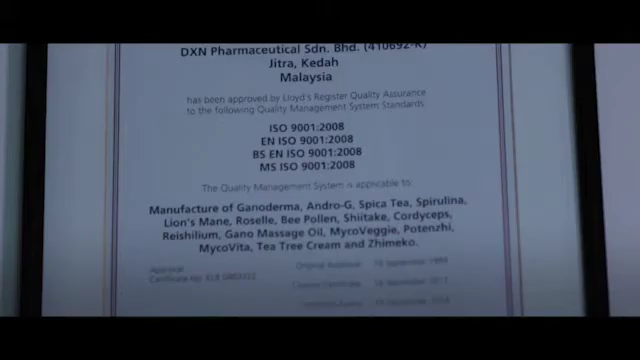 DXN Pharmaceutical Sdn. Bhd. (410692-K)
Jitra, Kedah
Malaysia
has been approved by Lloyd's Register Quality Assurance
to the following Quality Management System Standards
ISO 9001:2008
EN ISO 9001:2008
BS EN ISO 9001:2008
MS ISO 9001:2008
The Quality Management System is applicable to:
Manufacture of Ganoderma, Andro-G, Spica Tea, Spirulina,
Lion's Mane, Roselle, Bee Pollen, Shiitake, Cordyceps,
Reishilium, Gano Massage Oil, MycoVeggie, Potenzhi,
MycoVita, Tea Tree Cream and Zhimeko.
Approval
Original Approval
Certificate No:
Current Certificate